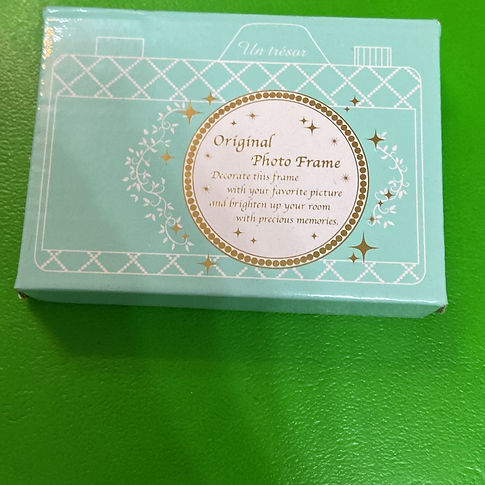 Un trésor
Original
Photo Frame
Decorate this frame
with your favorite picture
and brighten up your room
with precious memories.